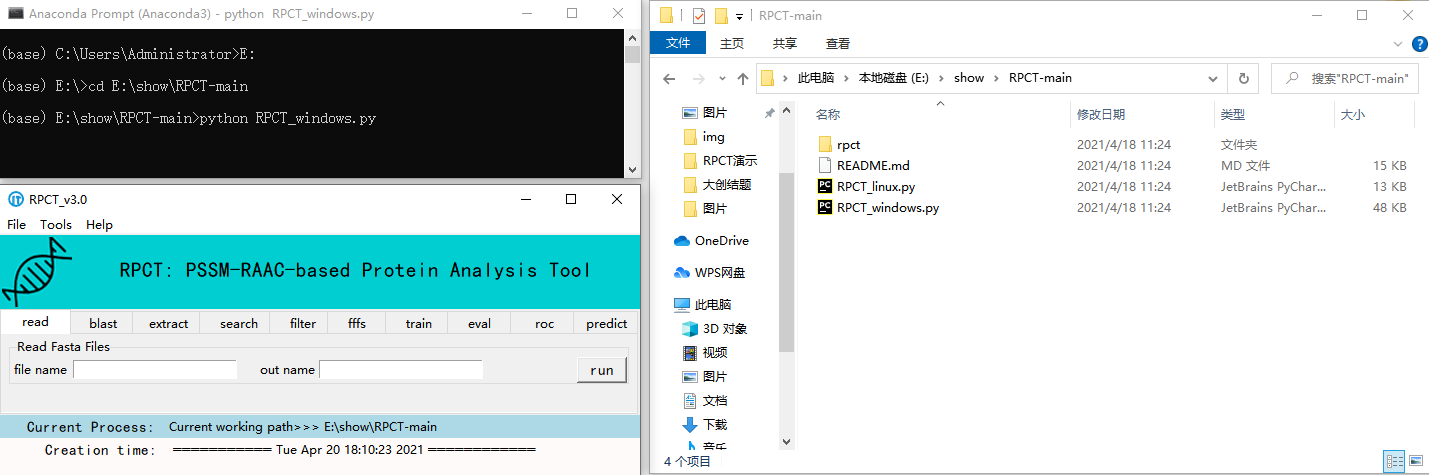 Anaconda Prompt (Anaconda3) - python  RPCT_windows.py
(base) C:\Users\Administrator>E:
(base) E:\>cd E:\show\RPCT-main
(base) E:\show\RPCT-main>python RPCT_windows.py
RPCT_v3.0
File Tools Help
RPCT: PSSM-RAAC-based Protein Analysis Tool
read blast extract search filter fffs train eval roc predict
Read Fasta Files
file name out name run
Current Process: Current working path>>> E:\show\RPCT-main
Creation time: =========== Tue Apr 20 18:10:23 2021 ============
RPCT-main
文件 主页 共享 查看
此电脑 > 本地磁盘 (E:) > show > RPCT-main 搜索"RPCT-main"
图片
img
RPCT演示
大创结题
图片
OneDrive
WPS网盘
此电脑
3D 对象
视频
图片
文档
下载
音乐
名称 修改日期 类型 大小
rpct 2021/4/18 11:24 文件夹
README.md 2021/4/18 11:24 MD 文件 15 KB
RPCT_linux.py 2021/4/18 11:24 JetBrains PyChar... 13 KB
RPCT_windows.py 2021/4/18 11:24 JetBrains PyChar... 48 KB
4 个项目